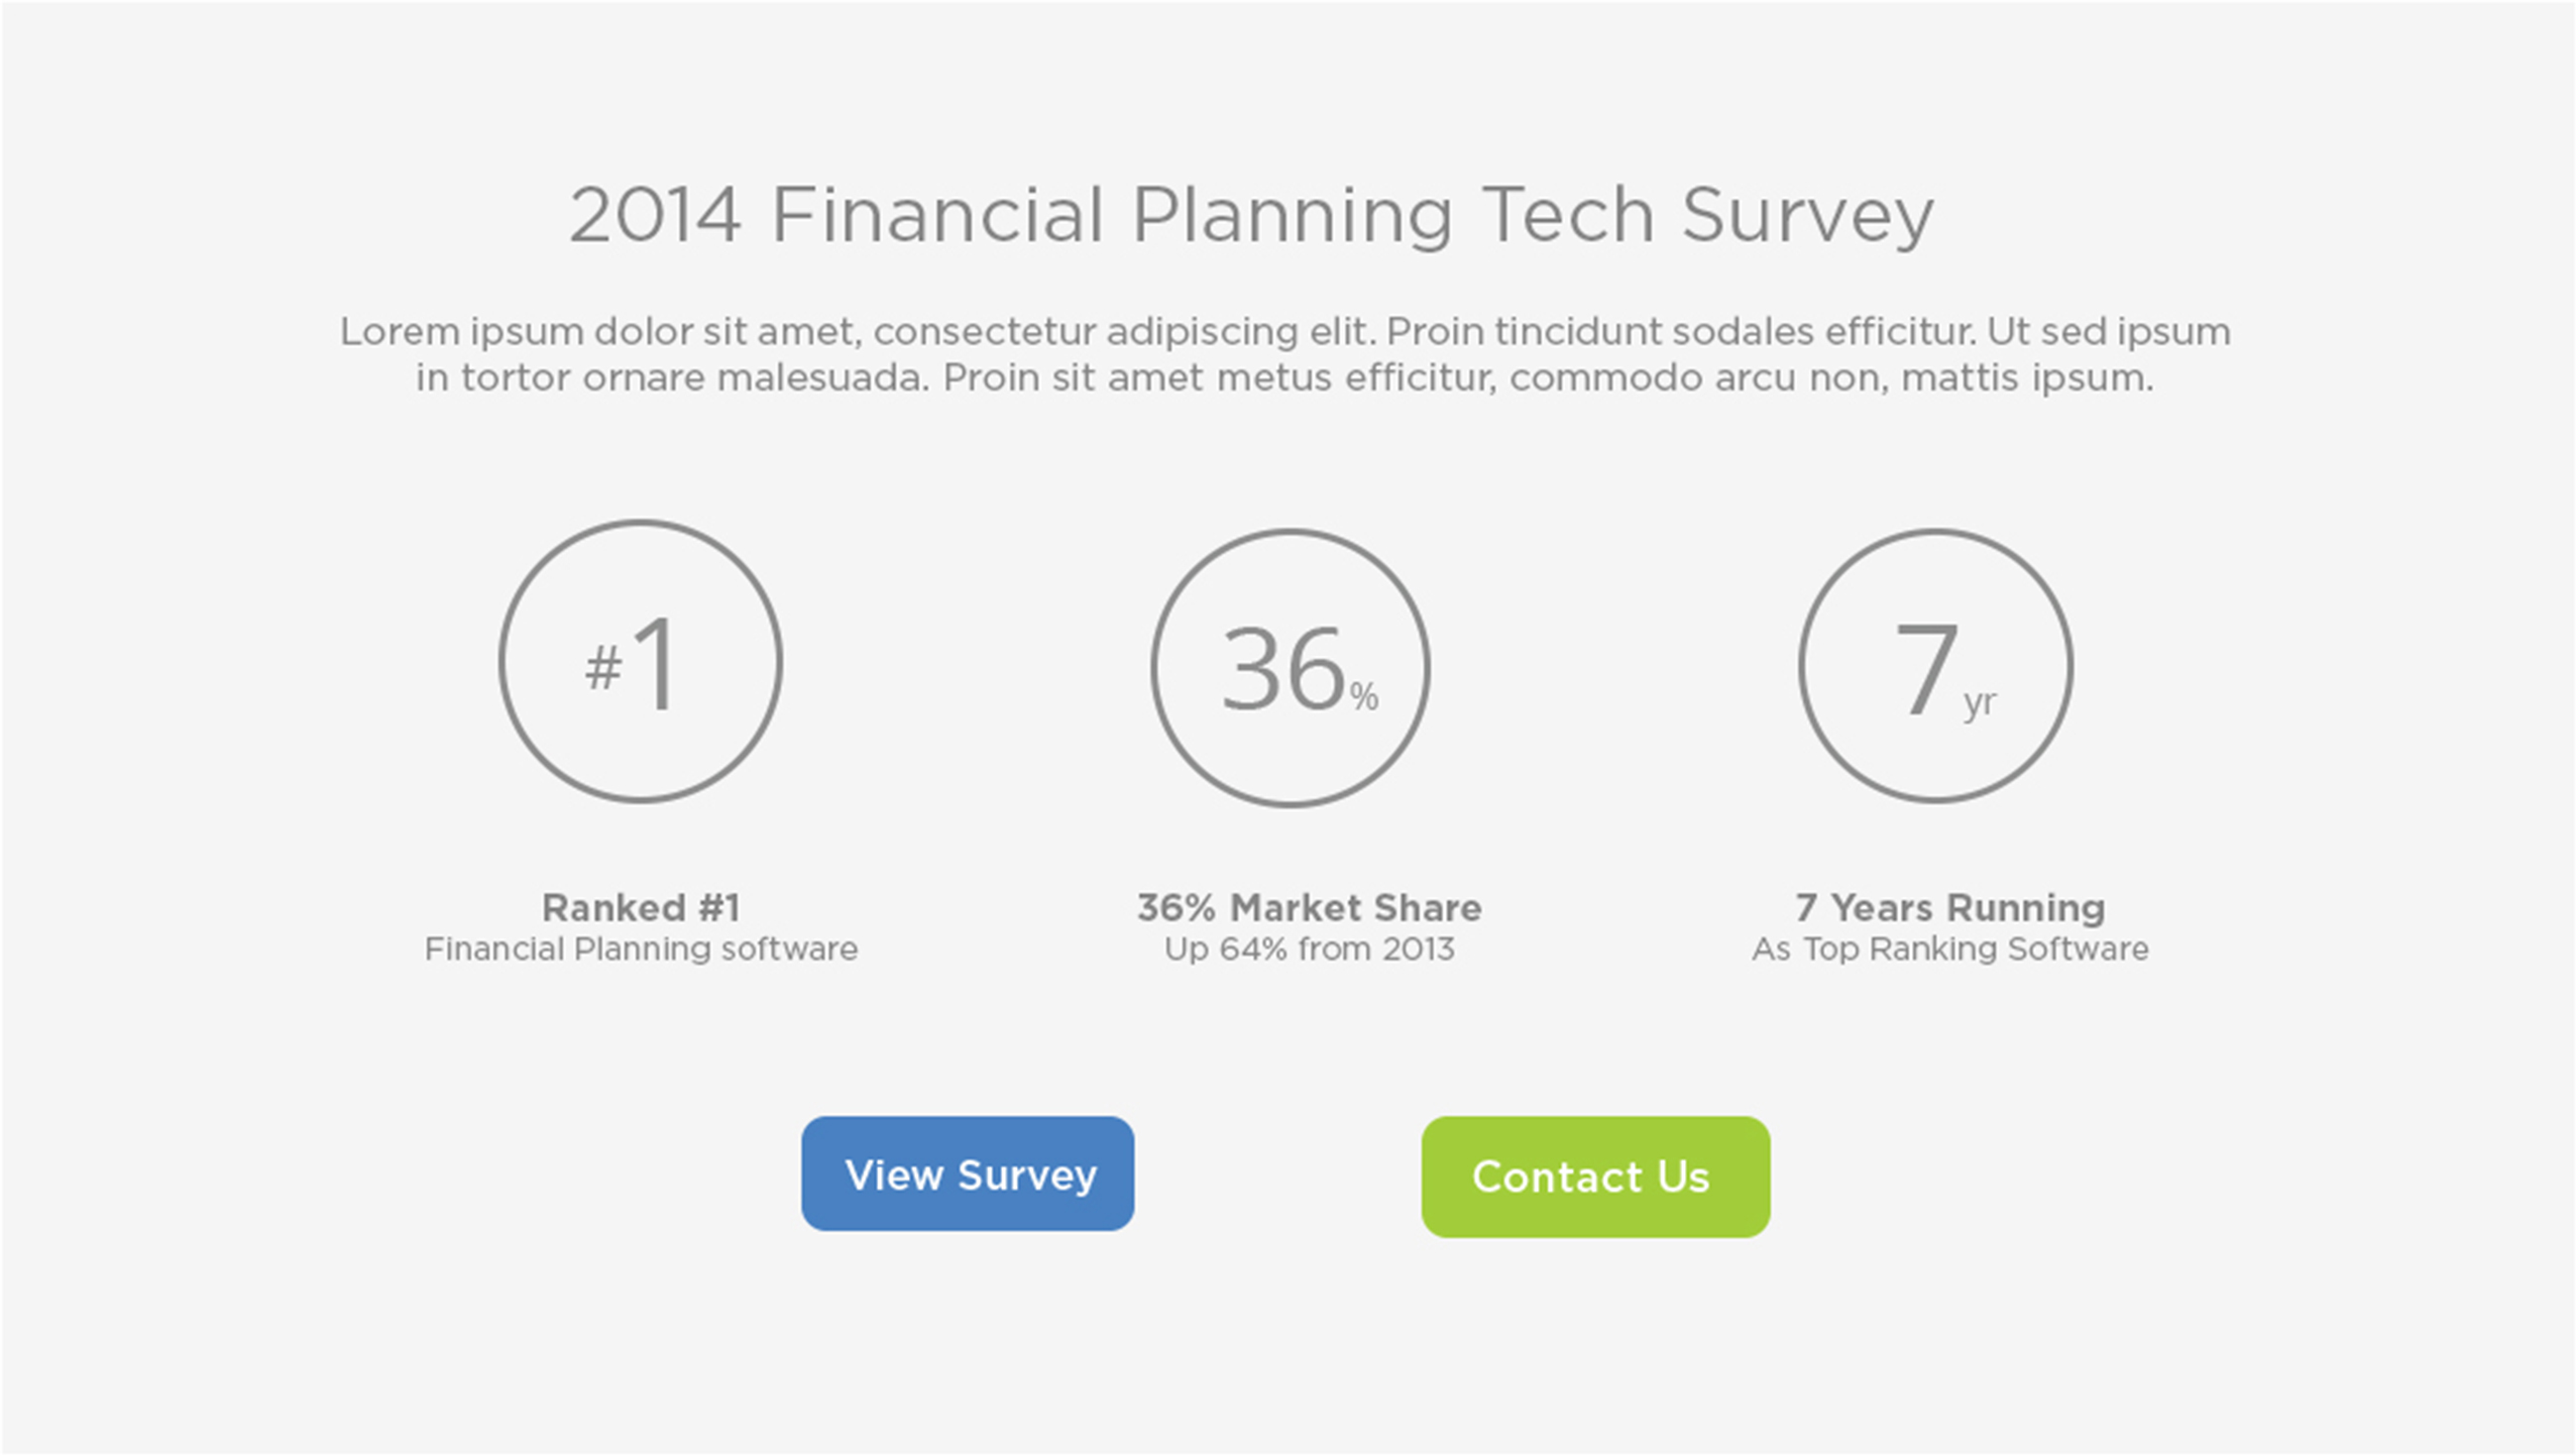 2014 Financial Planning Tech Survey
Lorem ipsum dolor sit amet, consectetur adipiscing elit. Proin tincidunt sodales efficitur. Ut sed ipsum
in tortor ornare malesuada. Proin sit amet metus efficitur, commodo arcu non, mattis ipsum.
#1
36%
7 yr
Ranked #1
Financial Planning software
36% Market Share
Up 64% from 2013
7 Years Running
As Top Ranking Software
View Survey
Contact Us